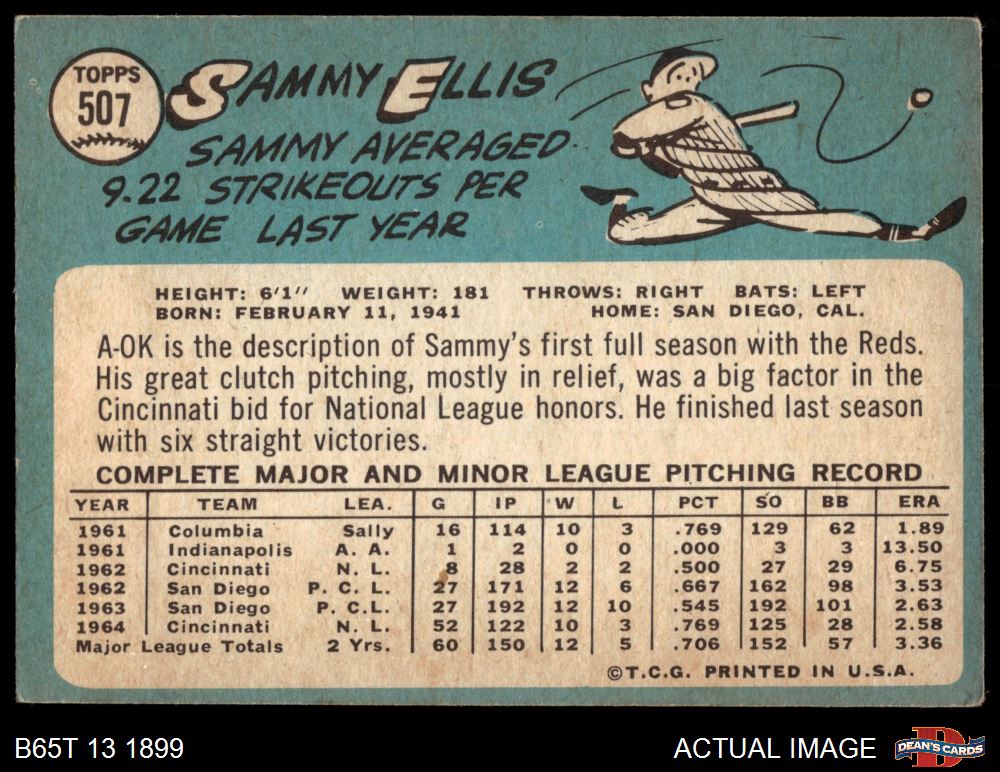 TOPPS
507
SAMMY ELLIS
SAMMY AVERAGED
9.22 STRIKEOUTS PER
GAME LAST YEAR
HEIGHT: 6'1'' WEIGHT: 181 THROWS: RIGHT BATS: LEFT
BORN: FEBRUARY 11, 1941 HOME: SAN DIEGO, CAL.
A-OK is the description of Sammy's first full season with the Reds.
His great clutch pitching, mostly in relief, was a big factor in the
Cincinnati bid for National League honors. He finished last season
with six straight victories.
COMPLETE MAJOR AND MINOR LEAGUE PITCHING RECORD
YEAR TEAM LEA. G IP W L PCT SO BB ERA
1961 Columbia Sally 16 114 10 3 .769 129 62 1.89
1961 Indianapolis A. A. 1 2 0 0 .000 3 3 13.50
1962 Cincinnati N. L. 8 28 2 2 .500 27 29 6.75
1962 San Diego P. C. L. 27 171 12 6 .667 162 98 3.53
1963 San Diego P. C.L. 27 192 12 10 .545 192 101 2.63
1964 Cincinnati N. L. 52 122 10 3 .769 125 28 2.58
Major League Totals 2 Yrs. 60 150 12 5 .706 152 57 3.36
©T.C.G. PRINTED IN U.S.A.
B65T 13 1899 ACTUAL IMAGE DEAN'S CARDS